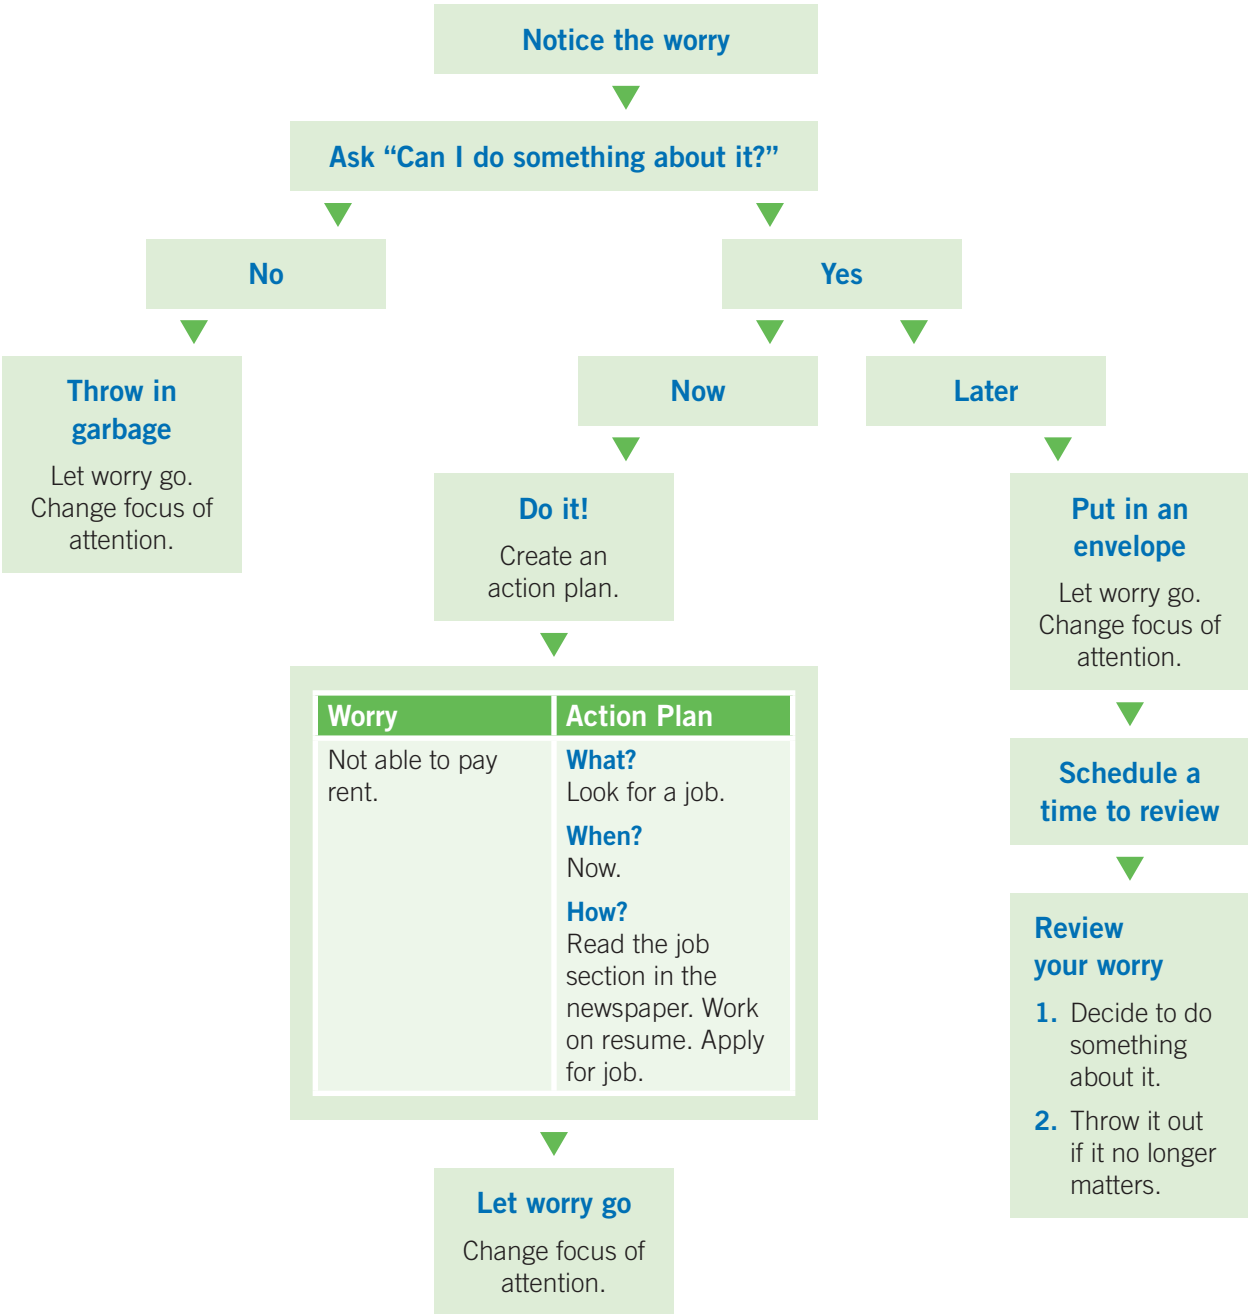 Notice the worry
Ask “Can I do something about it?”
No
Yes
Throw in
garbage
Let worry go.
Change focus of
attention.
Now
Later
Do it!
Create an
action plan.
Worry
Action Plan
Not able to pay
rent.
What?
Look for a job.
When?
Now.
How?
Read the job
section in the
newspaper. Work
on resume. Apply
for job.
Let worry go
Change focus of
attention.
Put in an
envelope
Let worry go.
Change focus of
attention.
Schedule a
time to review
Review
your worry
1. Decide to do
something
about it.
2. Throw it out
if it no longer
matters.